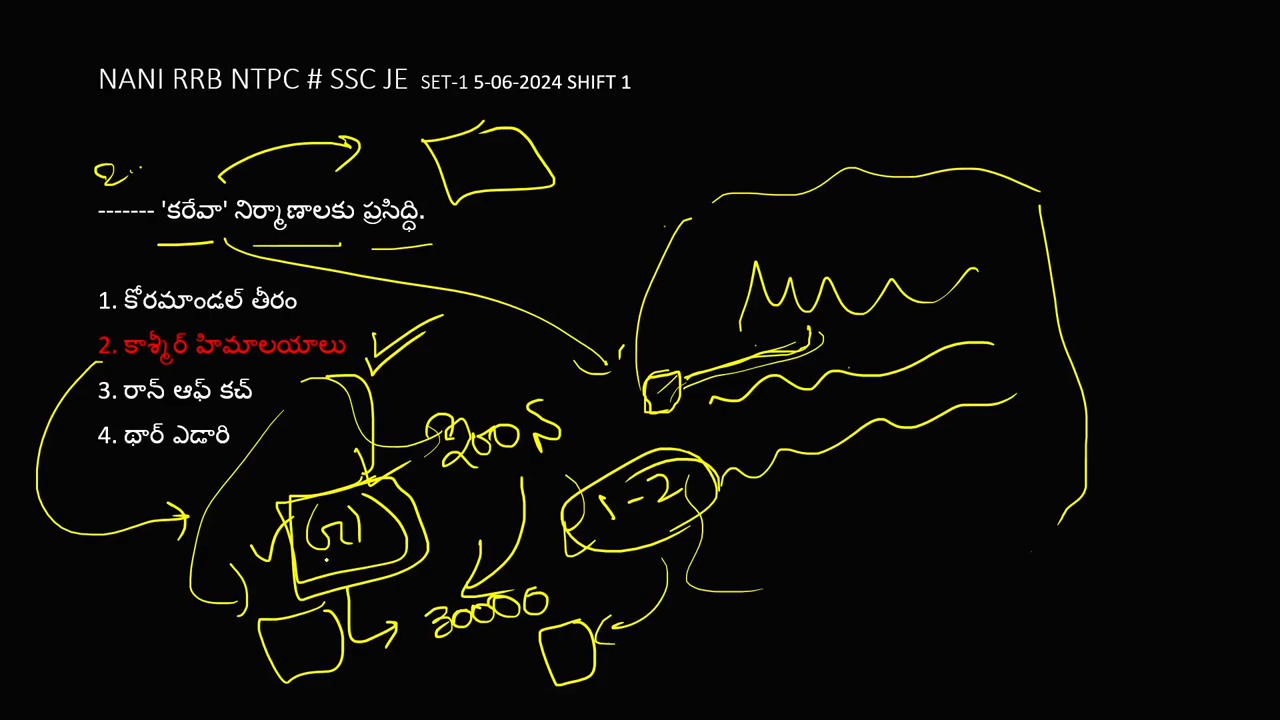 NANI RRB NTPC # SSC JE SET-1 5-06-2024 SHIFT 1
------- 'కరేవా' నిర్మాణాలకు ప్రసిద్ధి.
1. కోరమాండల్ తీరం
2. కాశ్మీర్ హిమాలయాలు
3. రాన్ ఆఫ్ కచ్
4. థార్ ఎడారి
1-2